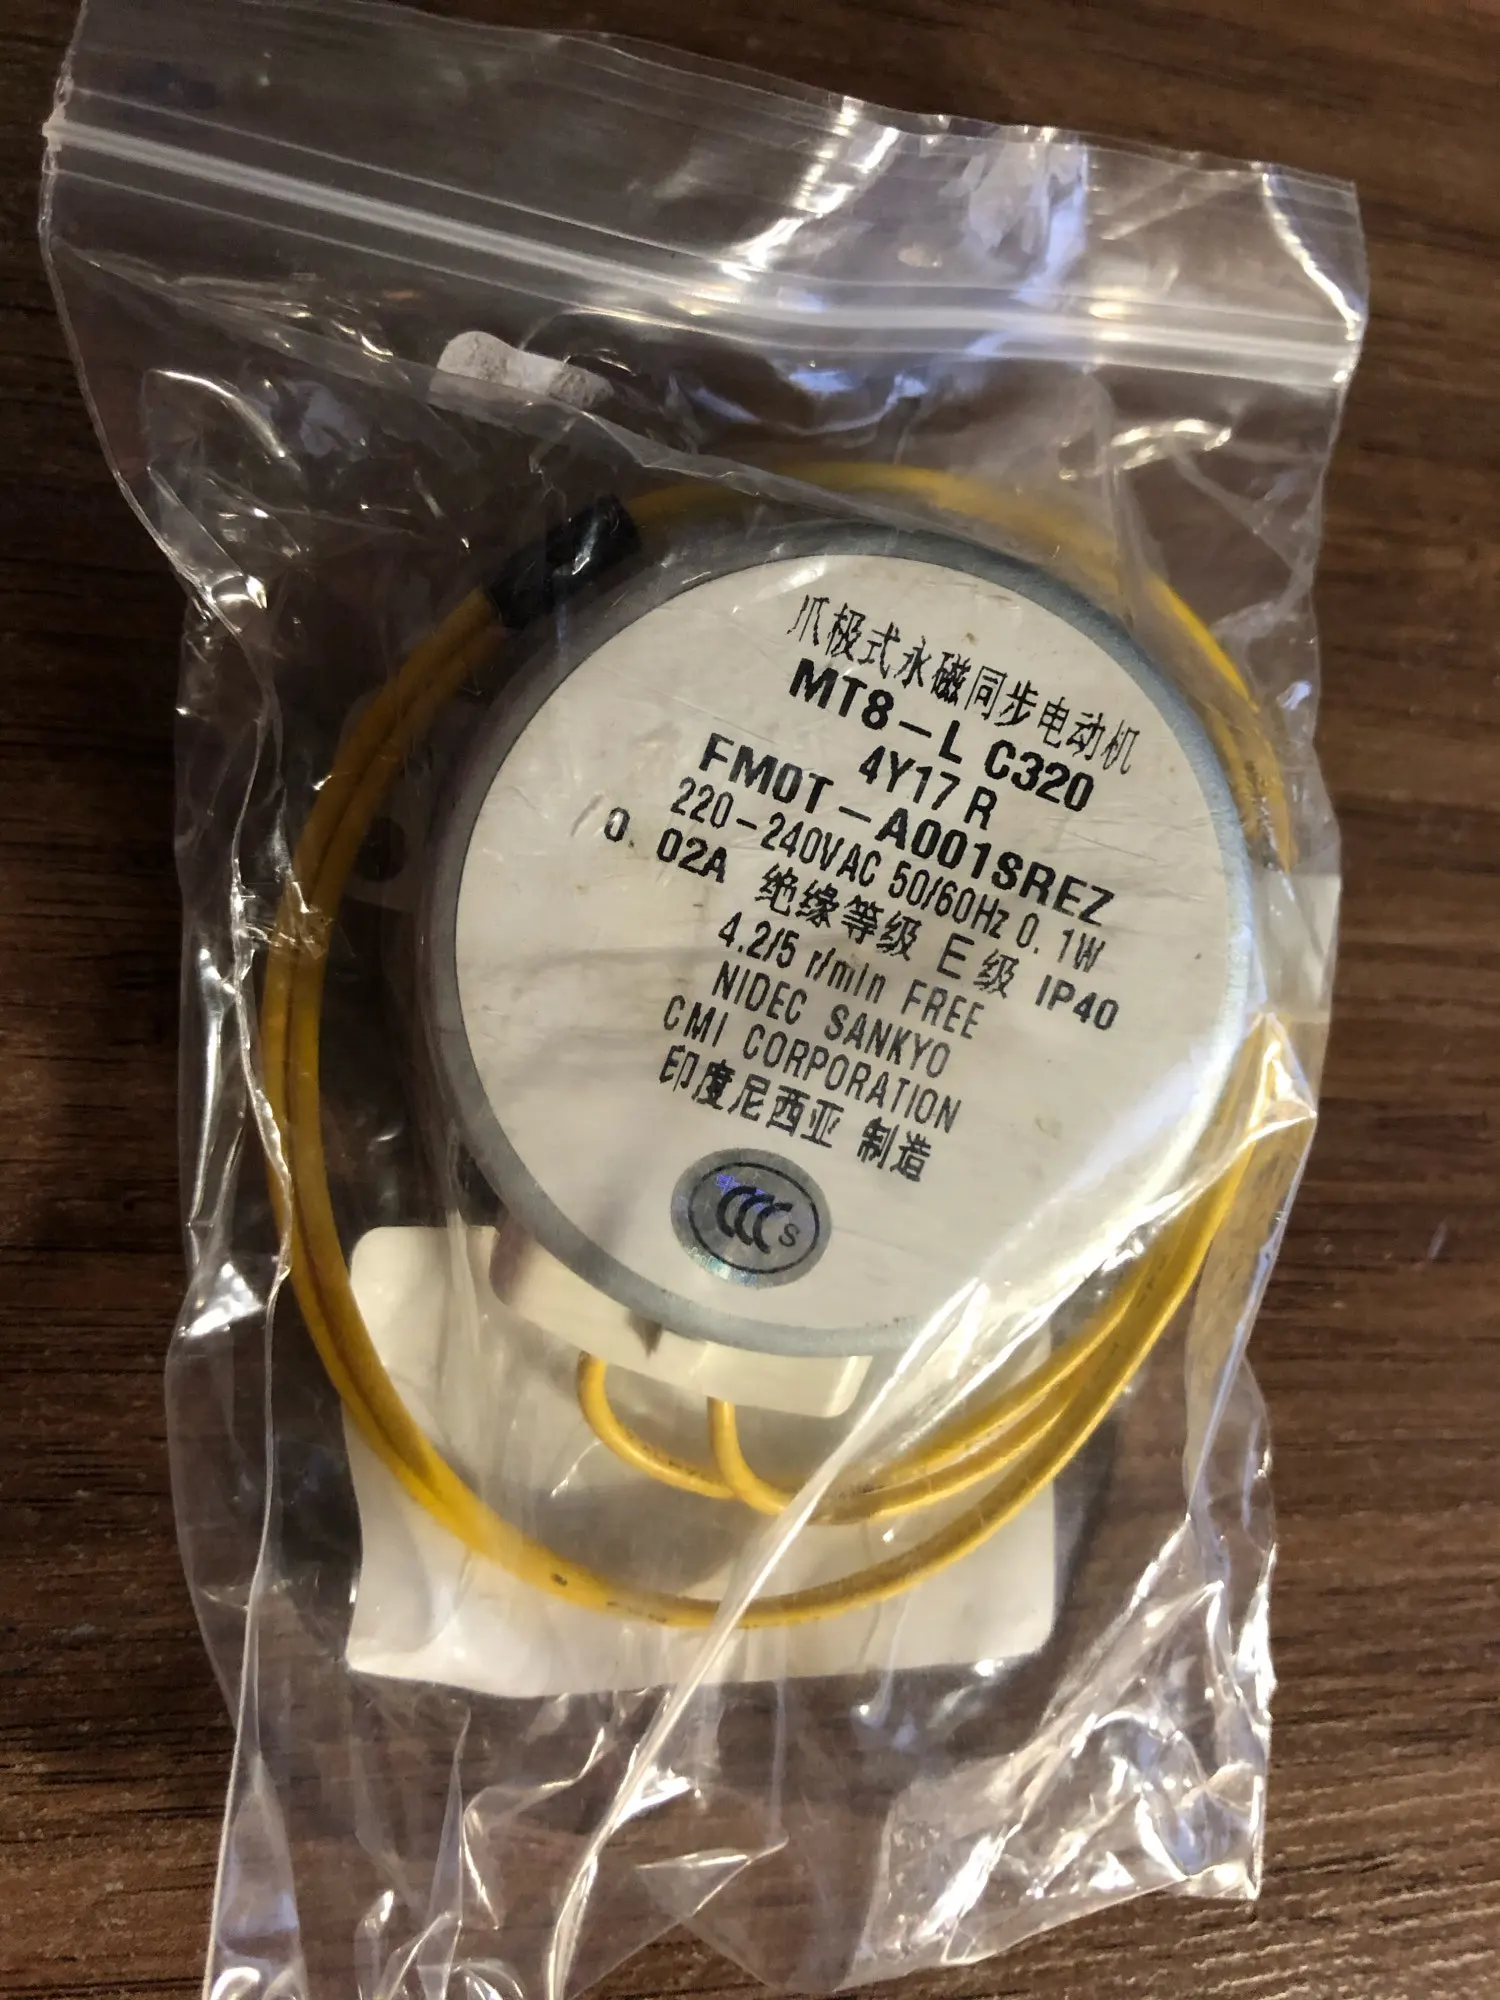 爪极式永磁同步电动机
MT8-L C320
4Y17 R
FM0T-A001SREZ
220-240VAC 50/60Hz 0.1W
0.02A 绝缘等级 E级 IP40
4.2/5 r/min FREE
NIDEC SANKYO
CMI CORPORATION
印度尼西亚 制造
CCC S